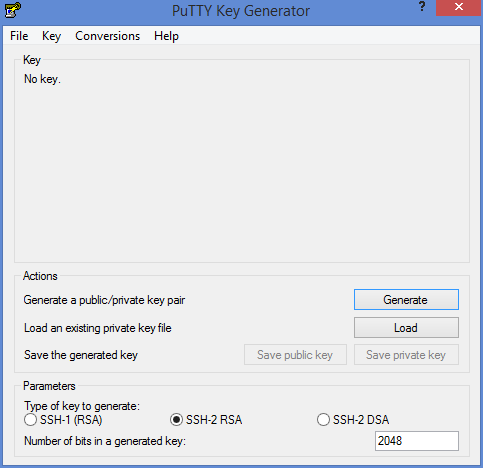 PuTTY Key Generator
? ×
File Key Conversions Help
Key
No key.
Actions
Generate a public/private key pair Generate
Load an existing private key file Load
Save the generated key Save public key Save private key
Parameters
Type of key to generate:
SSH-1 (RSA) SSH-2 RSA SSH-2 DSA
Number of bits in a generated key: 2048